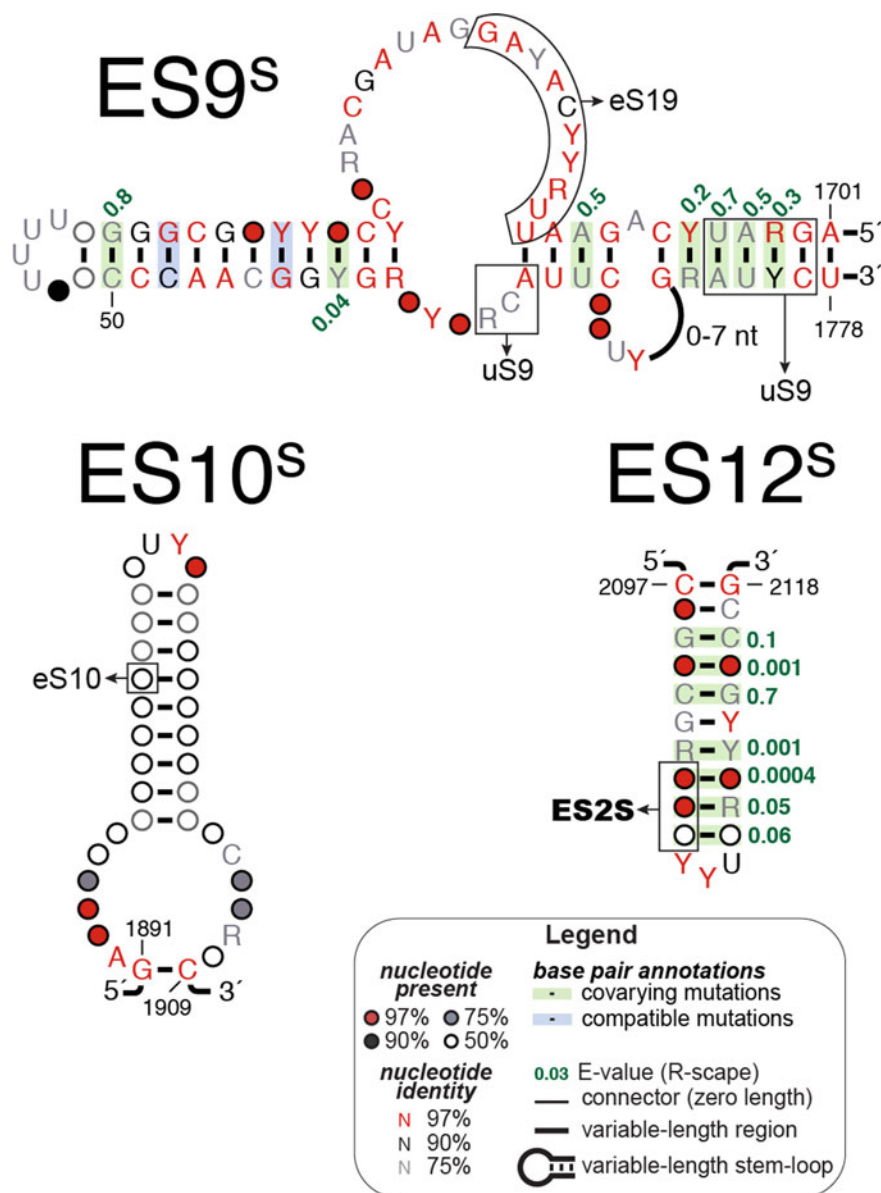 ES9S
G A U A G G A Y A C Y Y R U U
C A R
eS19
0.8
0.5
0.2
0.7
0.5
0.3
1701
U U U U
G G G C G Y Y C Y C
U A A G A C Y U A R G A 5´
C C C C A A C G G Y G R Y R C
A U U C G R A U Y C U 3´
50
0.04
U Y
0-7 nt
1778
uS9
uS9
ES10S
ES12S
U Y
5´ 3´
2097 C G 2118
C
G C 0.1
0.001
eS10
C G 0.7
G Y
R Y 0.001
0.0004
ES2S
R 0.05
0.06
Y Y U
C
R
1891
A G C
5´ 1909 3´
Legend
nucleotide present
97% 75%
90% 50%
nucleotide identity
N 97%
N 90%
N 75%
base pair annotations
covarying mutations
compatible mutations
0.03 E-value (R-scape)
connector (zero length)
variable-length region
variable-length stem-loop